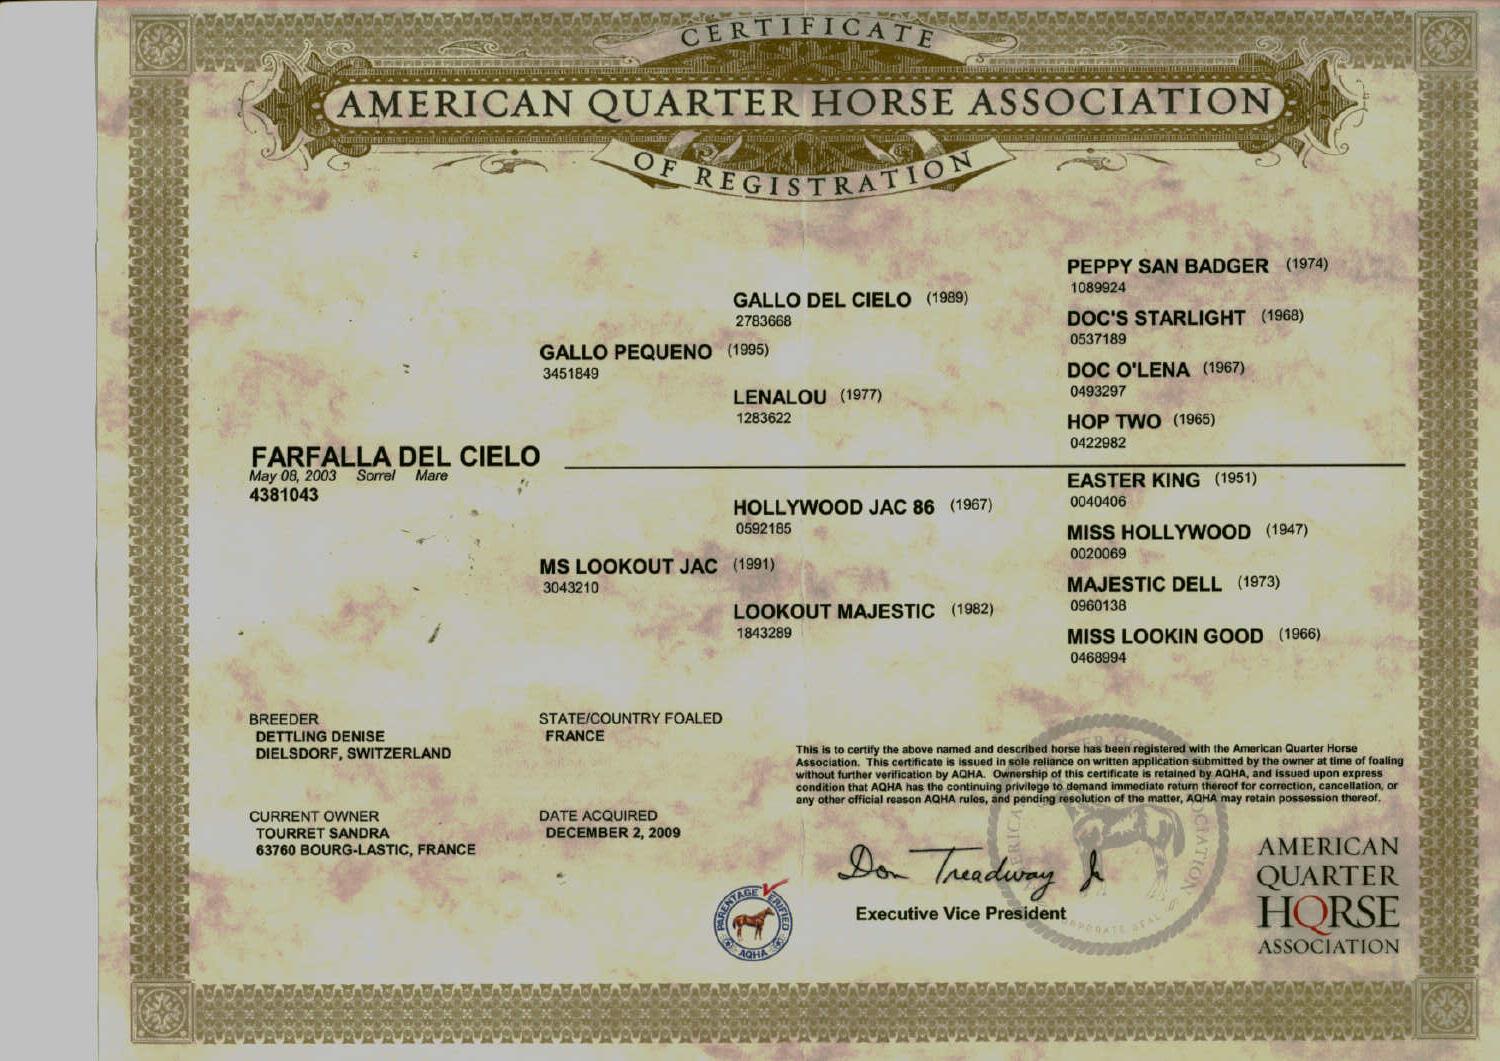 CERTIFICATE
AMERICAN QUARTER HORSE ASSOCIATION
OF REGISTRATION
PEPPY SAN BADGER (1974)
1089924
GALLO DEL CIELO (1989)
2783668
DOC'S STARLIGHT (1968)
0537189
GALLO PEQUENO (1995)
3451849
DOC O'LENA (1967)
0493297
LENALOU (1977)
1283622
HOP TWO (1965)
0422982
FARFALLA DEL CIELO
May 08, 2003 Sorrel Mare
4381043
EASTER KING (1951)
0040406
HOLLYWOOD JAC 86 (1967)
0592185
MISS HOLLYWOOD (1947)
0020069
MS LOOKOUT JAC (1991)
3043210
MAJESTIC DELL (1973)
0960138
LOOKOUT MAJESTIC (1982)
1843289
MISS LOOKIN GOOD (1966)
0468994
BREEDER
DETTLING DENISE
DIELSDORF, SWITZERLAND
STATE/COUNTRY FOALED
FRANCE
CURRENT OWNER
TOURRET SANDRA
63760 BOURG-LASTIC, FRANCE
DATE ACQUIRED
DECEMBER 2, 2009
This is to certify the above named and described horse has been registered with the American Quarter Horse
Association. This certificate is issued in sole reliance on written application submitted by the owner at time of foaling
without further verification by AQHA. Ownership of this certificate is retained by AQHA, and issued upon express
condition that AQHA has the continuing privilege to demand immediate return thereof for correction, cancellation, or
any other official reason AQHA rules, and pending resolution of the matter, AQHA may retain possession thereof.
Don Treadway Jr
Executive Vice President
PARENTAGE VERIFIED
AQHA
CORPORATE SEAL
AMERICAN
QUARTER
HORSE
ASSOCIATION